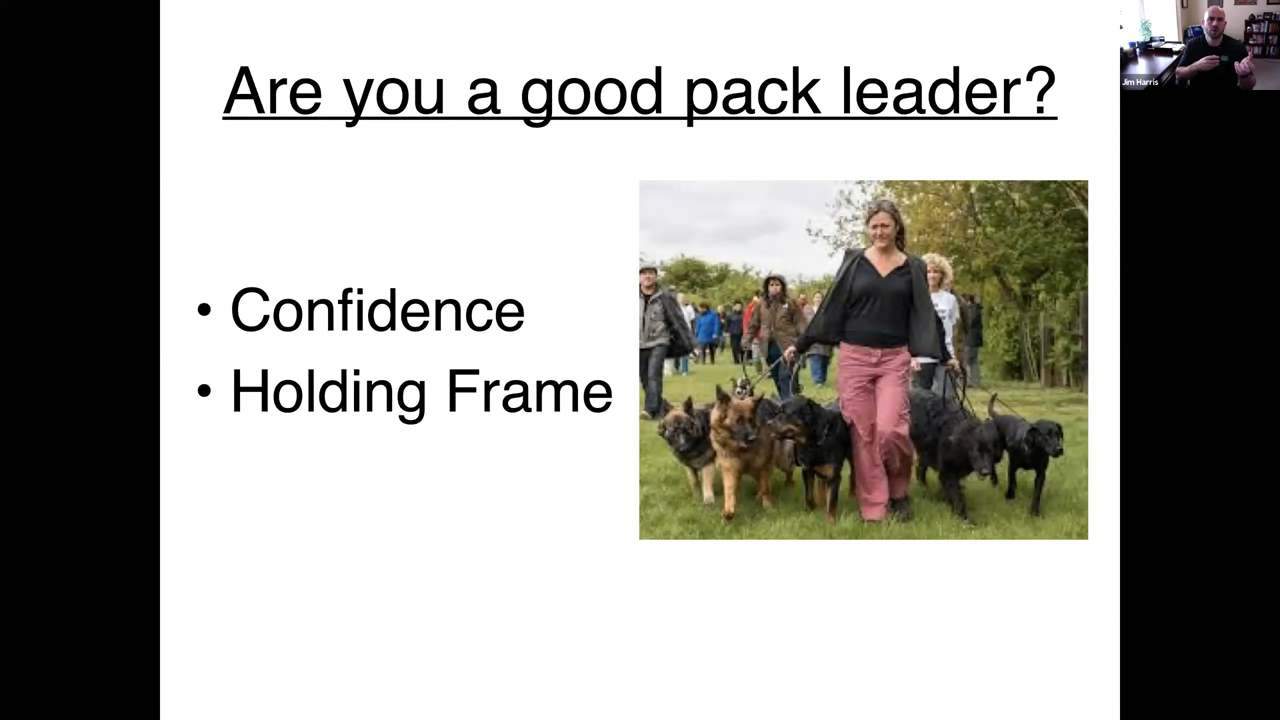 Are you a good pack leader?
• Confidence
• Holding Frame
Jim Harris